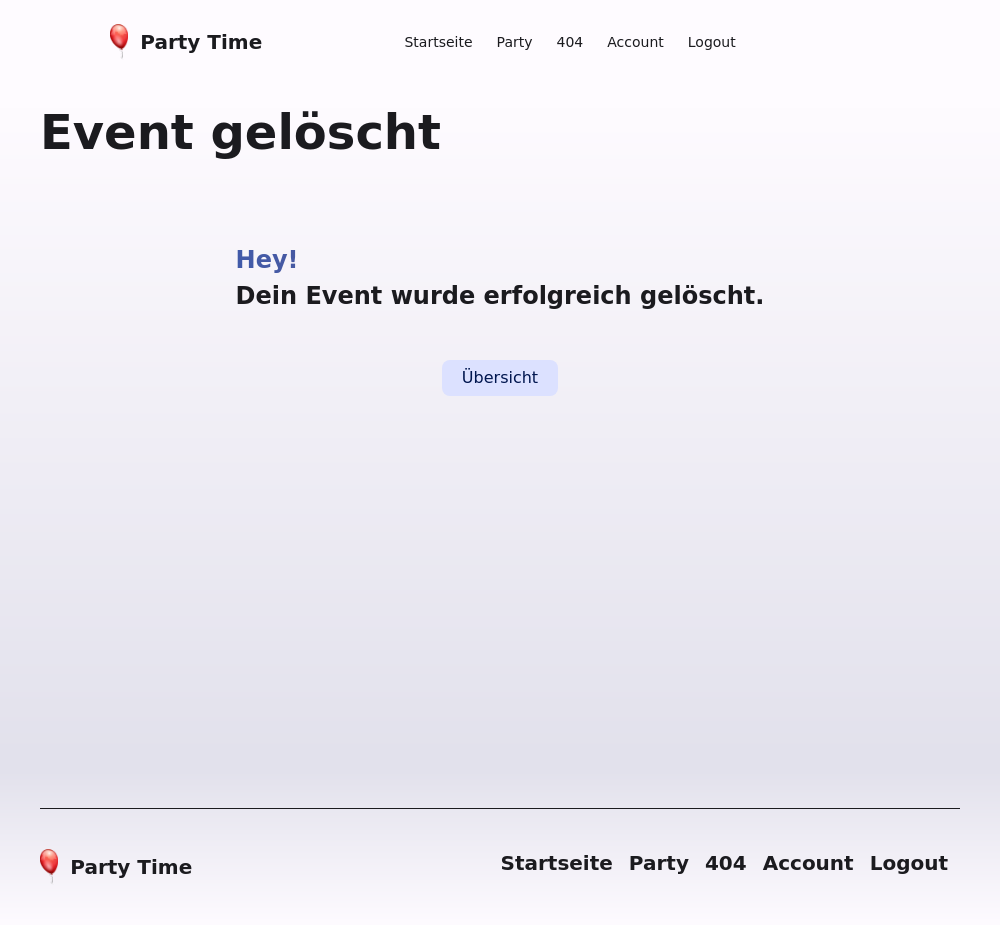 Party Time
Startseite Party 404 Account Logout
Event gelöscht
Hey!
Dein Event wurde erfolgreich gelöscht.
Übersicht
Party Time
Startseite Party 404 Account Logout